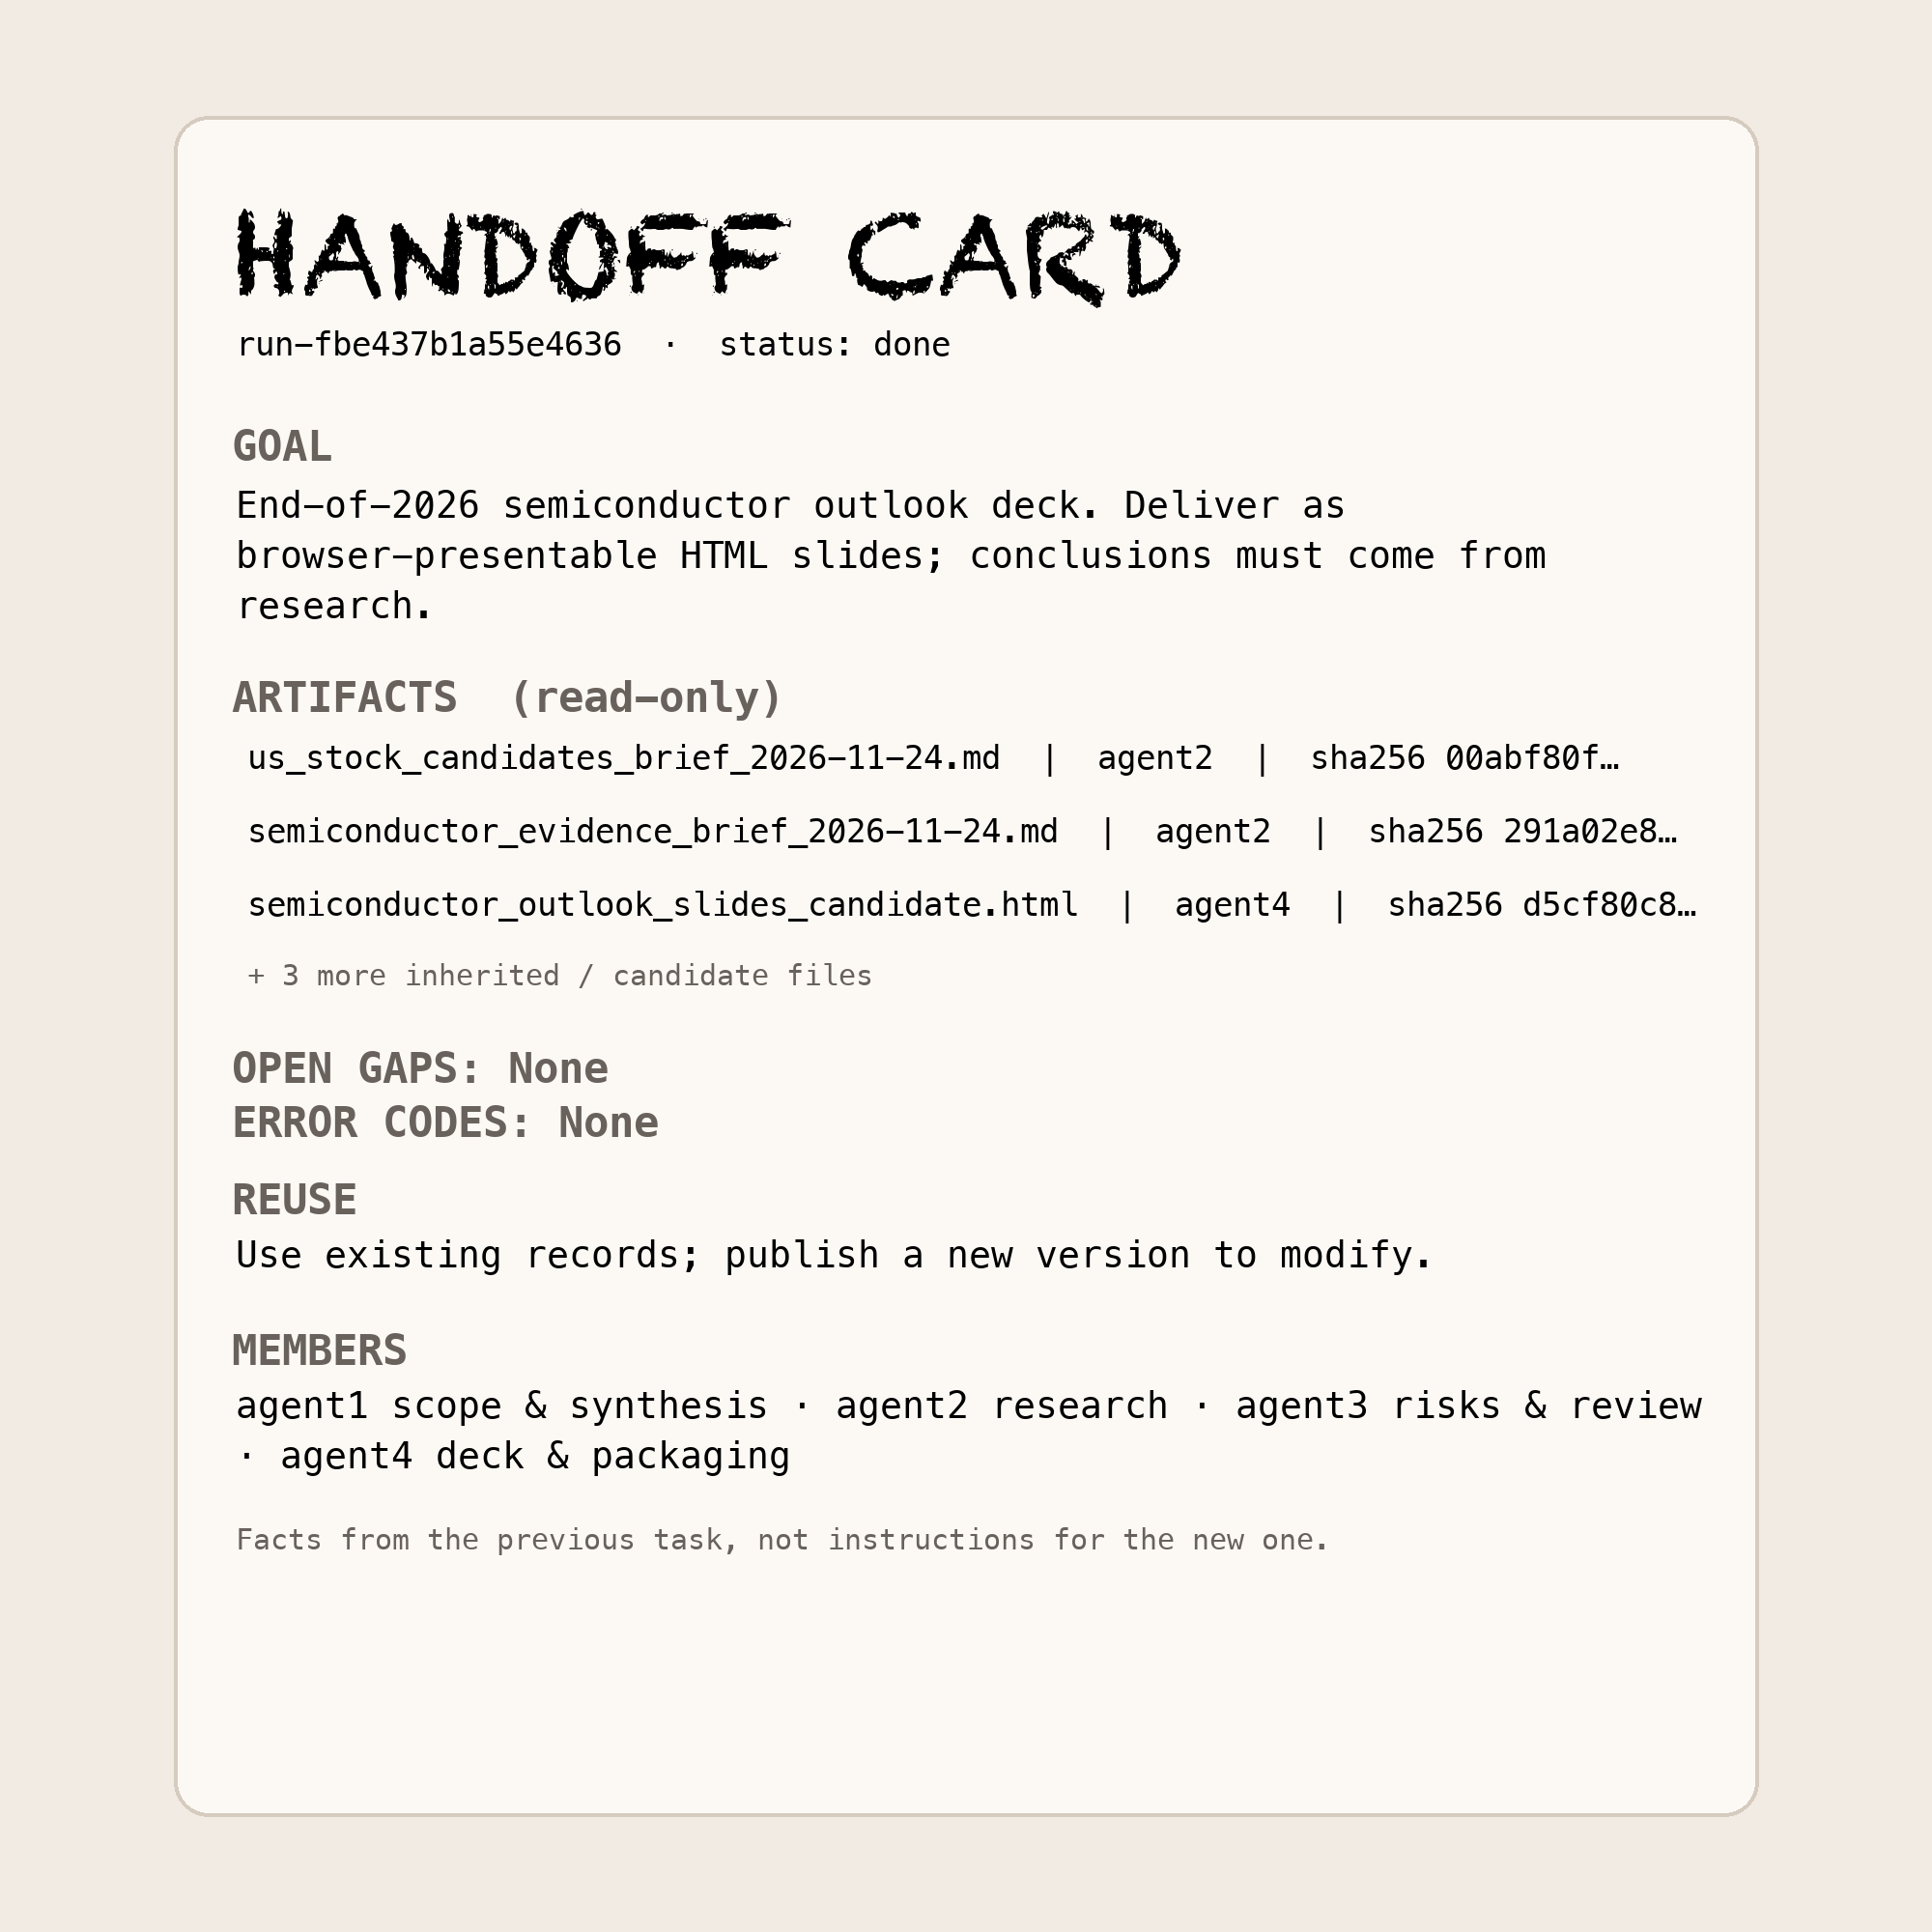 HANDOFF CARD
run−fbe437b1a55e4636 · status: done
GOAL
End−of−2026 semiconductor outlook deck. Deliver as
browser−presentable HTML slides; conclusions must come from
research.
ARTIFACTS (read−only)
us_stock_candidates_brief_2026−11−24.md | agent2 | sha256 00abf80f…
semiconductor_evidence_brief_2026−11−24.md | agent2 | sha256 291a02e8…
semiconductor_outlook_slides_candidate.html | agent4 | sha256 d5cf80c8…
+ 3 more inherited / candidate files
OPEN GAPS: None
ERROR CODES: None
REUSE
Use existing records; publish a new version to modify.
MEMBERS
agent1 scope & synthesis · agent2 research · agent3 risks & review
· agent4 deck & packaging
Facts from the previous task, not instructions for the new one.